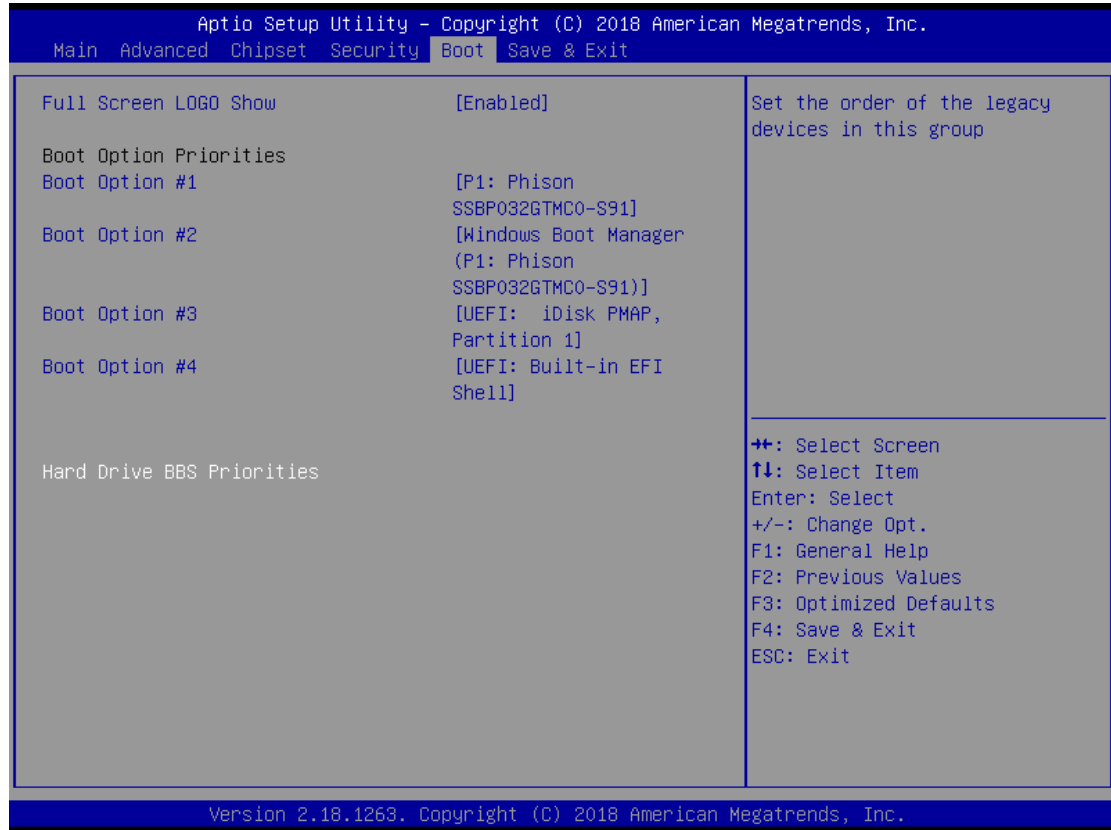 Aptio Setup Utility – Copyright (C) 2018 American Megatrends, Inc.
Main Advanced Chipset Security Boot Save & Exit
Full Screen LOGO Show [Enabled]
Boot Option Priorities
Boot Option #1 [P1: Phison
SSBP032GTMC0-S91]
Boot Option #2 [Windows Boot Manager
(P1: Phison
SSBP032GTMC0-S91)]
Boot Option #3 [UEFI: iDisk PMAP,
Partition 1]
Boot Option #4 [UEFI: Built-in EFI
Shell]
Hard Drive BBS Priorities
Set the order of the legacy
devices in this group
→←: Select Screen
↑↓: Select Item
Enter: Select
+/-: Change Opt.
F1: General Help
F2: Previous Values
F3: Optimized Defaults
F4: Save & Exit
ESC: Exit
Version 2.18.1263. Copyright (C) 2018 American Megatrends, Inc.